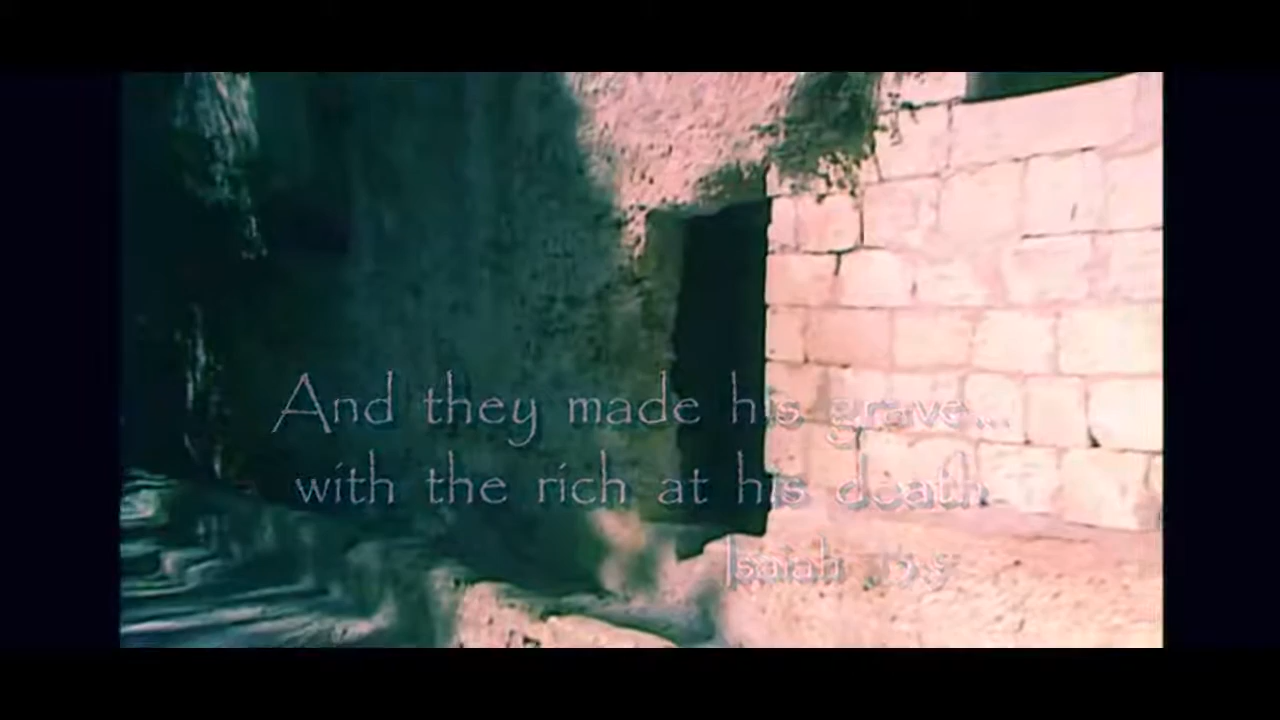 And they made his grave...
with the rich at his death
Isaiah